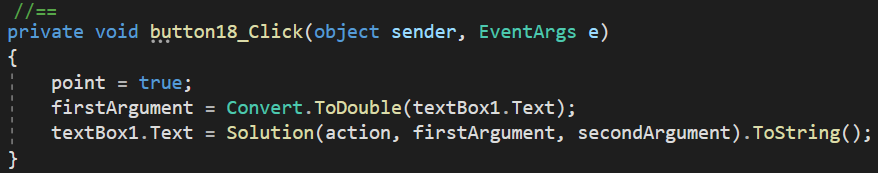 //==
private void button18_Click(object sender, EventArgs e)
{
point = true;
firstArgument = Convert.ToDouble(textBox1.Text);
textBox1.Text = Solution(action, firstArgument, secondArgument).ToString();
}